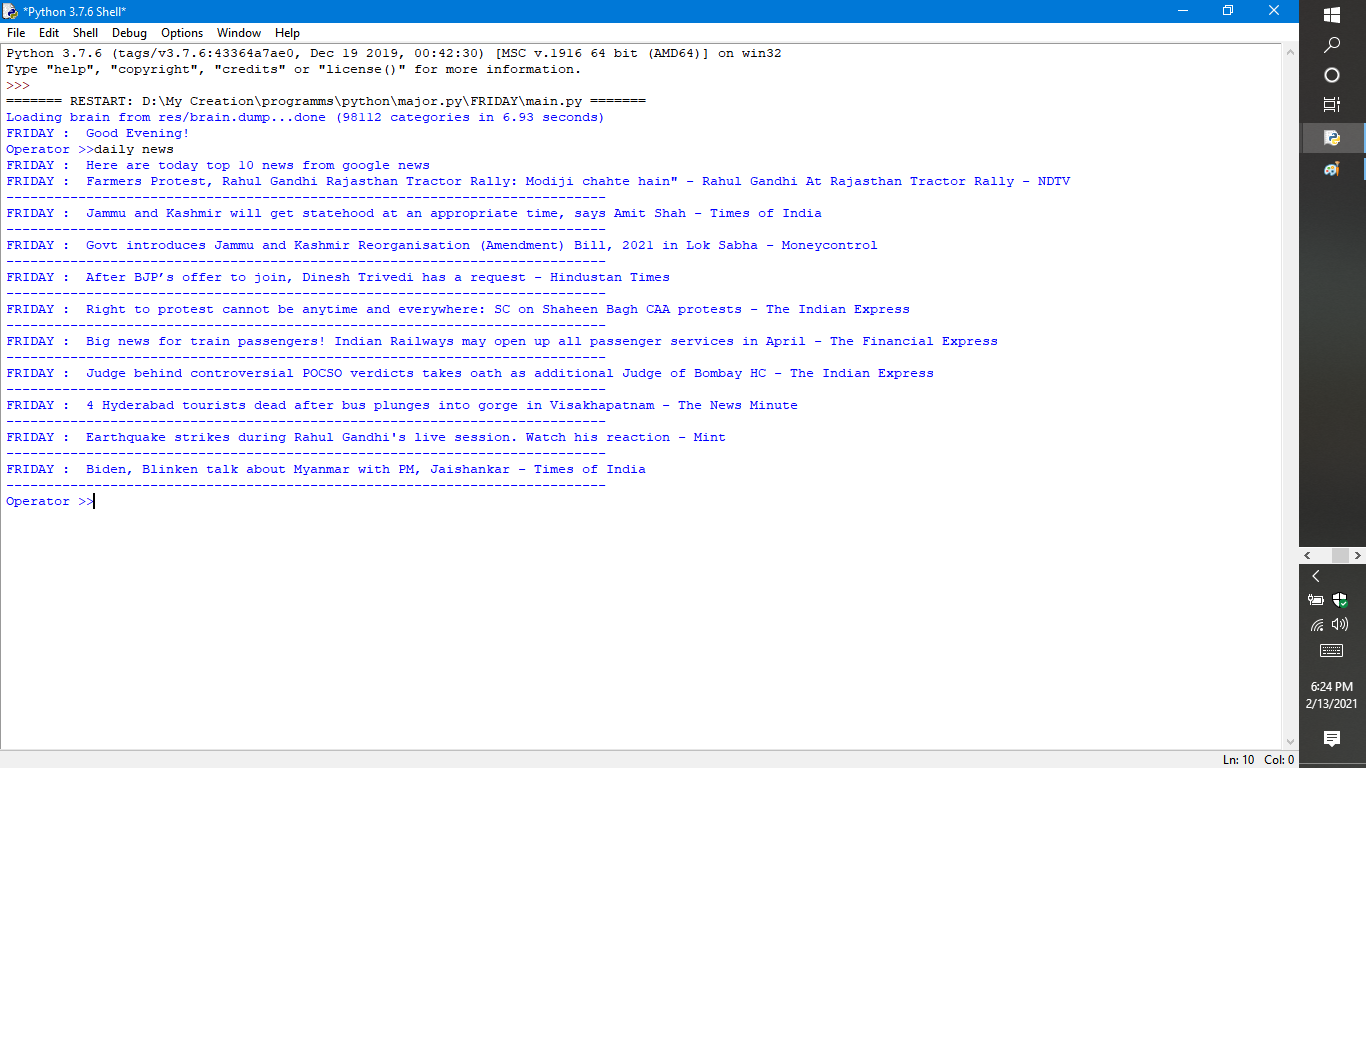 *Python 3.7.6 Shell*
File Edit Shell Debug Options Window Help
Python 3.7.6 (tags/v3.7.6:43364a7ae0, Dec 19 2019, 00:42:30) [MSC v.1916 64 bit (AMD64)] on win32
Type "help", "copyright", "credits" or "license()" for more information.
>>>
======= RESTART: D:\My Creation\programms\python\major.py\FRIDAY\main.py =======
Loading brain from res/brain.dump...done (98112 categories in 6.93 seconds)
FRIDAY :  Good Evening!
Operator >>daily news
FRIDAY :  Here are today top 10 news from google news
FRIDAY :  Farmers Protest, Rahul Gandhi Rajasthan Tractor Rally: Modiji chahte hain" - Rahul Gandhi At Rajasthan Tractor Rally - NDTV
---------------------------------------------------------------------------
FRIDAY :  Jammu and Kashmir will get statehood at an appropriate time, says Amit Shah - Times of India
---------------------------------------------------------------------------
FRIDAY :  Govt introduces Jammu and Kashmir Reorganisation (Amendment) Bill, 2021 in Lok Sabha - Moneycontrol
---------------------------------------------------------------------------
FRIDAY :  After BJP’s offer to join, Dinesh Trivedi has a request - Hindustan Times
---------------------------------------------------------------------------
FRIDAY :  Right to protest cannot be anytime and everywhere: SC on Shaheen Bagh CAA protests - The Indian Express
---------------------------------------------------------------------------
FRIDAY :  Big news for train passengers! Indian Railways may open up all passenger services in April - The Financial Express
---------------------------------------------------------------------------
FRIDAY :  Judge behind controversial POCSO verdicts takes oath as additional Judge of Bombay HC - The Indian Express
---------------------------------------------------------------------------
FRIDAY :  4 Hyderabad tourists dead after bus plunges into gorge in Visakhapatnam - The News Minute
---------------------------------------------------------------------------
FRIDAY :  Earthquake strikes during Rahul Gandhi's live session. Watch his reaction - Mint
---------------------------------------------------------------------------
FRIDAY :  Biden, Blinken talk about Myanmar with PM, Jaishankar - Times of India
---------------------------------------------------------------------------
Operator >>
6:24 PM
2/13/2021
Ln: 10 Col: 0